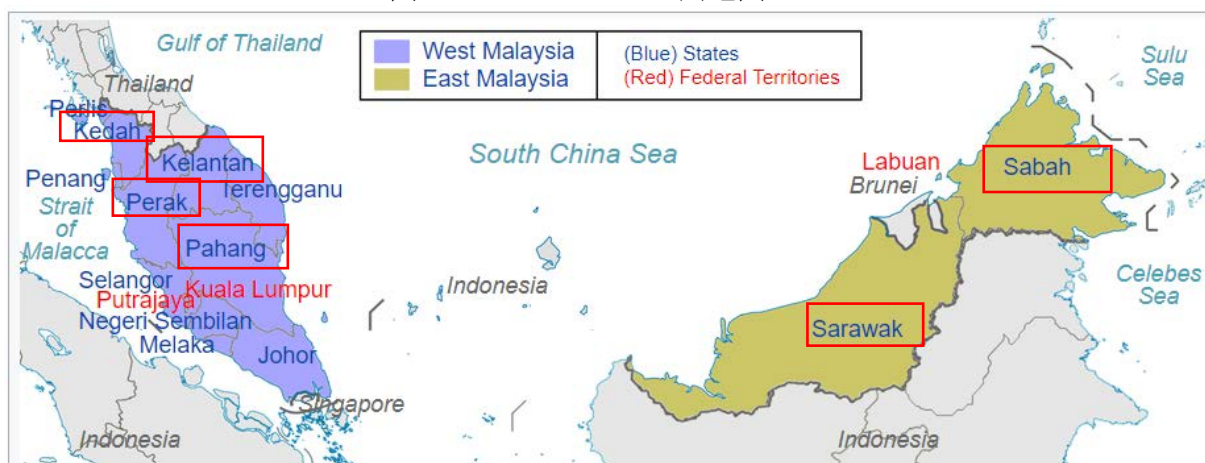 Gulf of Thailand
West Malaysia
East Malaysia
(Blue) States
(Red) Federal Territories
Sulu
Sea
Thailand
Perlis
Kedah
Kelantan
South China Sea
Labuan
Sabah
Penang
Terengganu
Brunei
Perak
Strait
of
Malacca
Pahang
Selangor
Putrajaya
Kuala Lumpur
Indonesia
Celebes
Sea
Negeri Sembilan
Melaka
Johor
Sarawak
Singapore
Indonesia
Indonesia